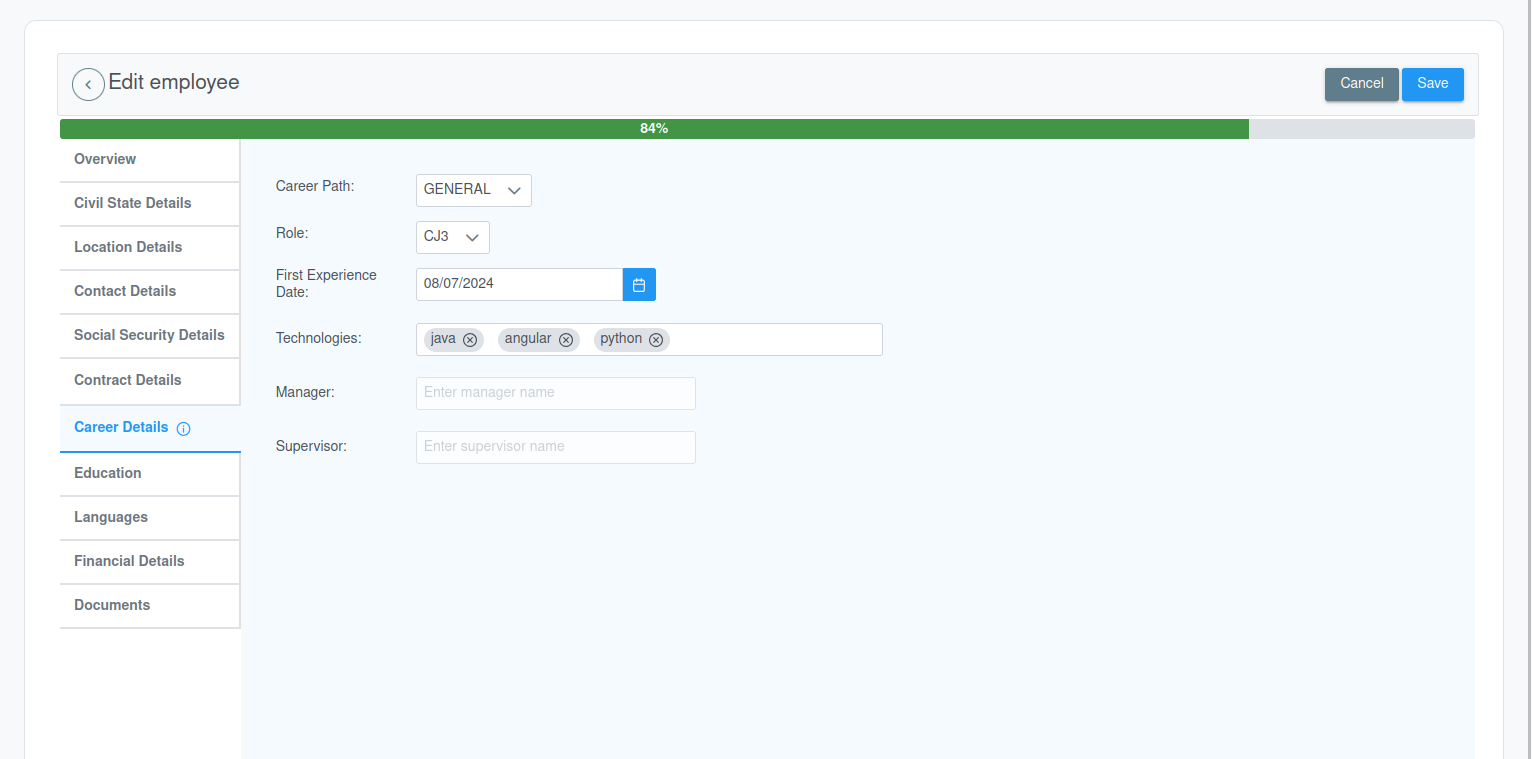 Edit employee
Cancel
Save
84%
Overview
Civil State Details
Location Details
Contact Details
Social Security Details
Contract Details
Career Details
Education
Languages
Financial Details
Documents
Career Path:
GENERAL
Role:
CJ3
First Experience
Date:
08/07/2024
Technologies:
java angular python
Manager:
Enter manager name
Supervisor:
Enter supervisor name